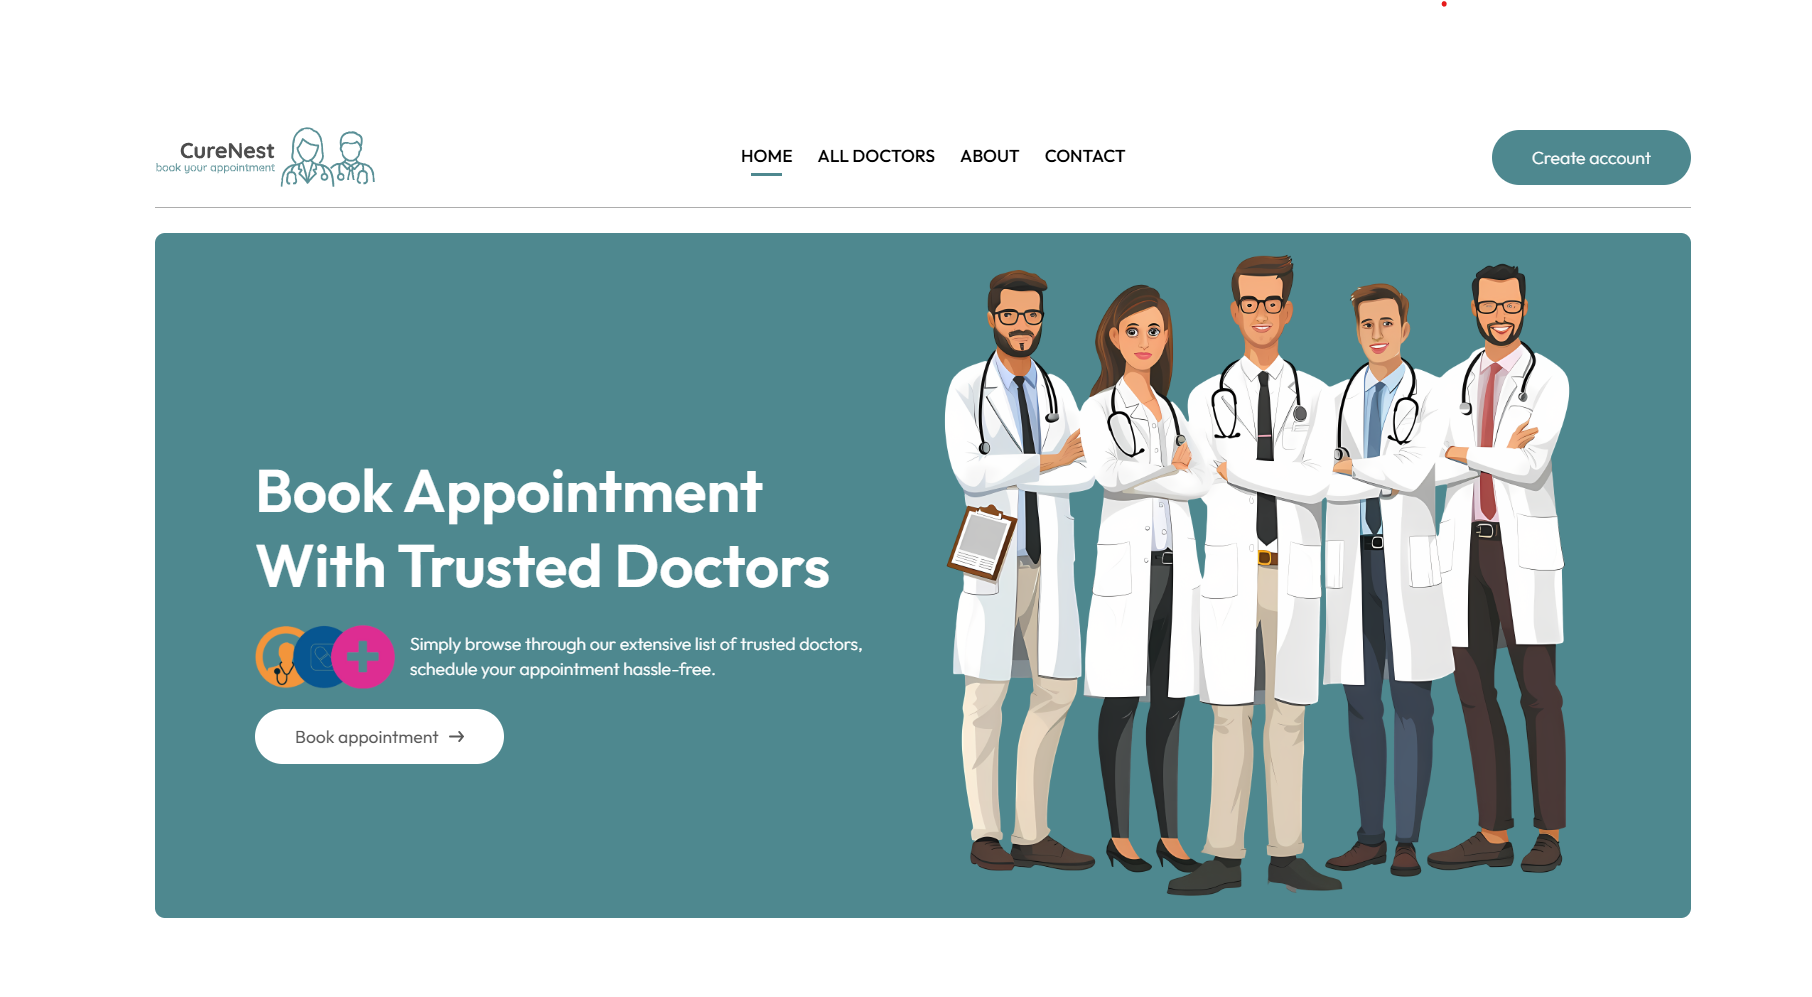 CureNest
book your appointment
HOME
ALL DOCTORS
ABOUT
CONTACT
Create account
Book Appointment
With Trusted Doctors
Simply browse through our extensive list of trusted doctors,
schedule your appointment hassle-free.
Book appointment →